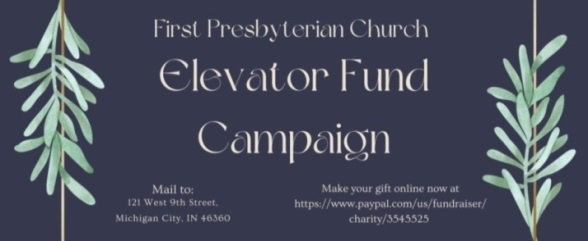 First Presbyterian Church
Elevator Fund
Campaign
Mail to:
121 West 9th Street,
Michigan City, IN 46360
Make your gift online now at
https://www.paypal.com/us/fundraiser/
charity/3545525